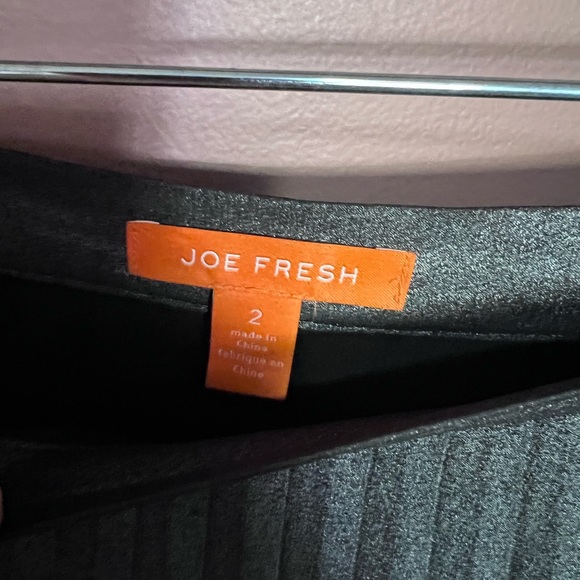 JOE FRESH
2
made in
China
fabriqué en
Chine